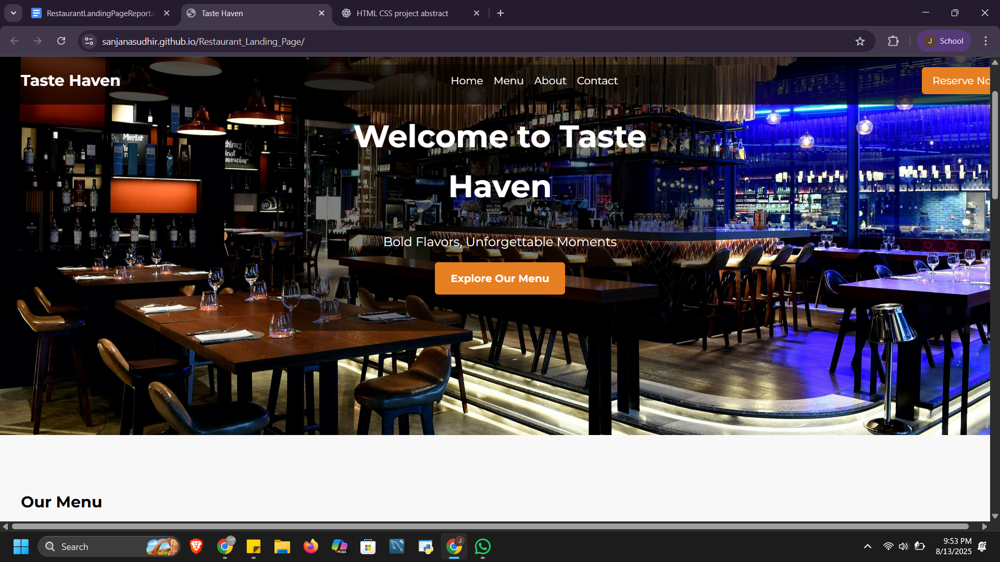 RestaurantLandingPageReport.c
Taste Haven
HTML CSS project abstract
sanjanasudhir.github.io/Restaurant_Landing_Page/
J
School
Taste Haven
Home
Menu
About
Contact
Reserve No
Merlot
Shiraz
Pinot
meunier
Welcome to Taste
Haven
Bold Flavors, Unforgettable Moments
Explore Our Menu
Our Menu
Search
M365
J
9:53 PM
8/13/2025